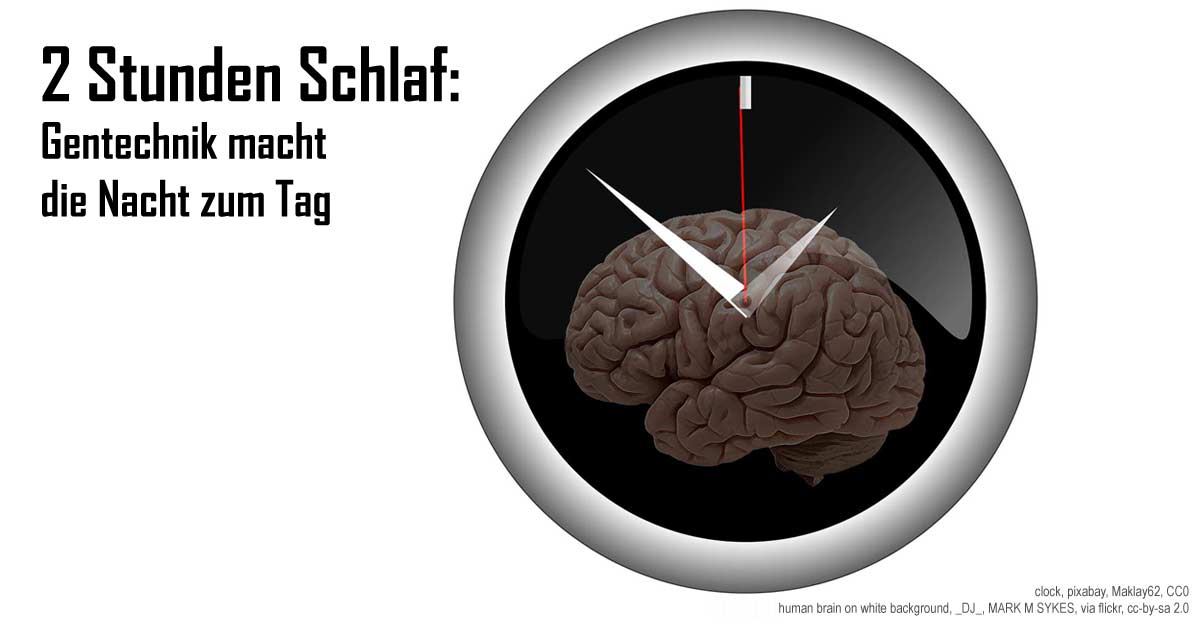 2 Stunden Schlaf:
Gentechnik macht
die Nacht zum Tag
clock, pixabay, Maklay62, CC0
human brain on white background, _DJ_, MARK M SYKES, via flickr, cc-by-sa 2.0